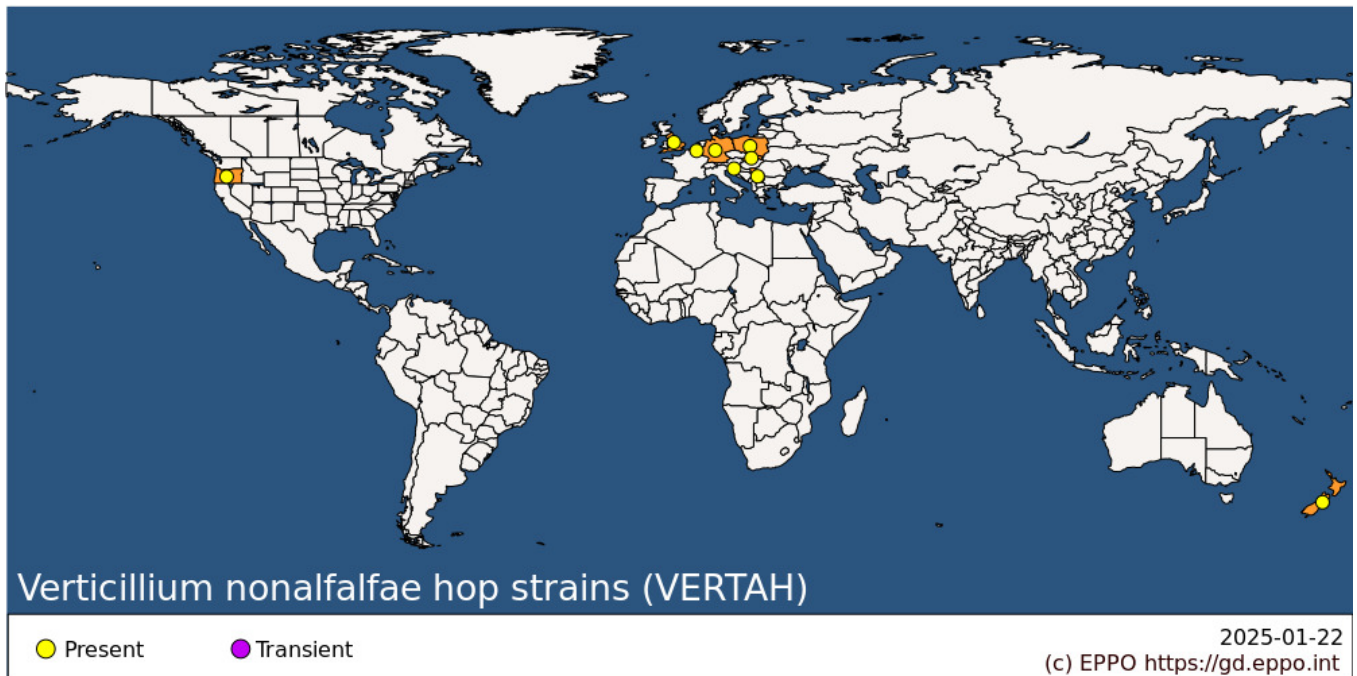 Verticillium nonalfalfae hop strains (VERTAH)
Present
Transient
2025-01-22
(c) EPPO https://gd.eppo.int